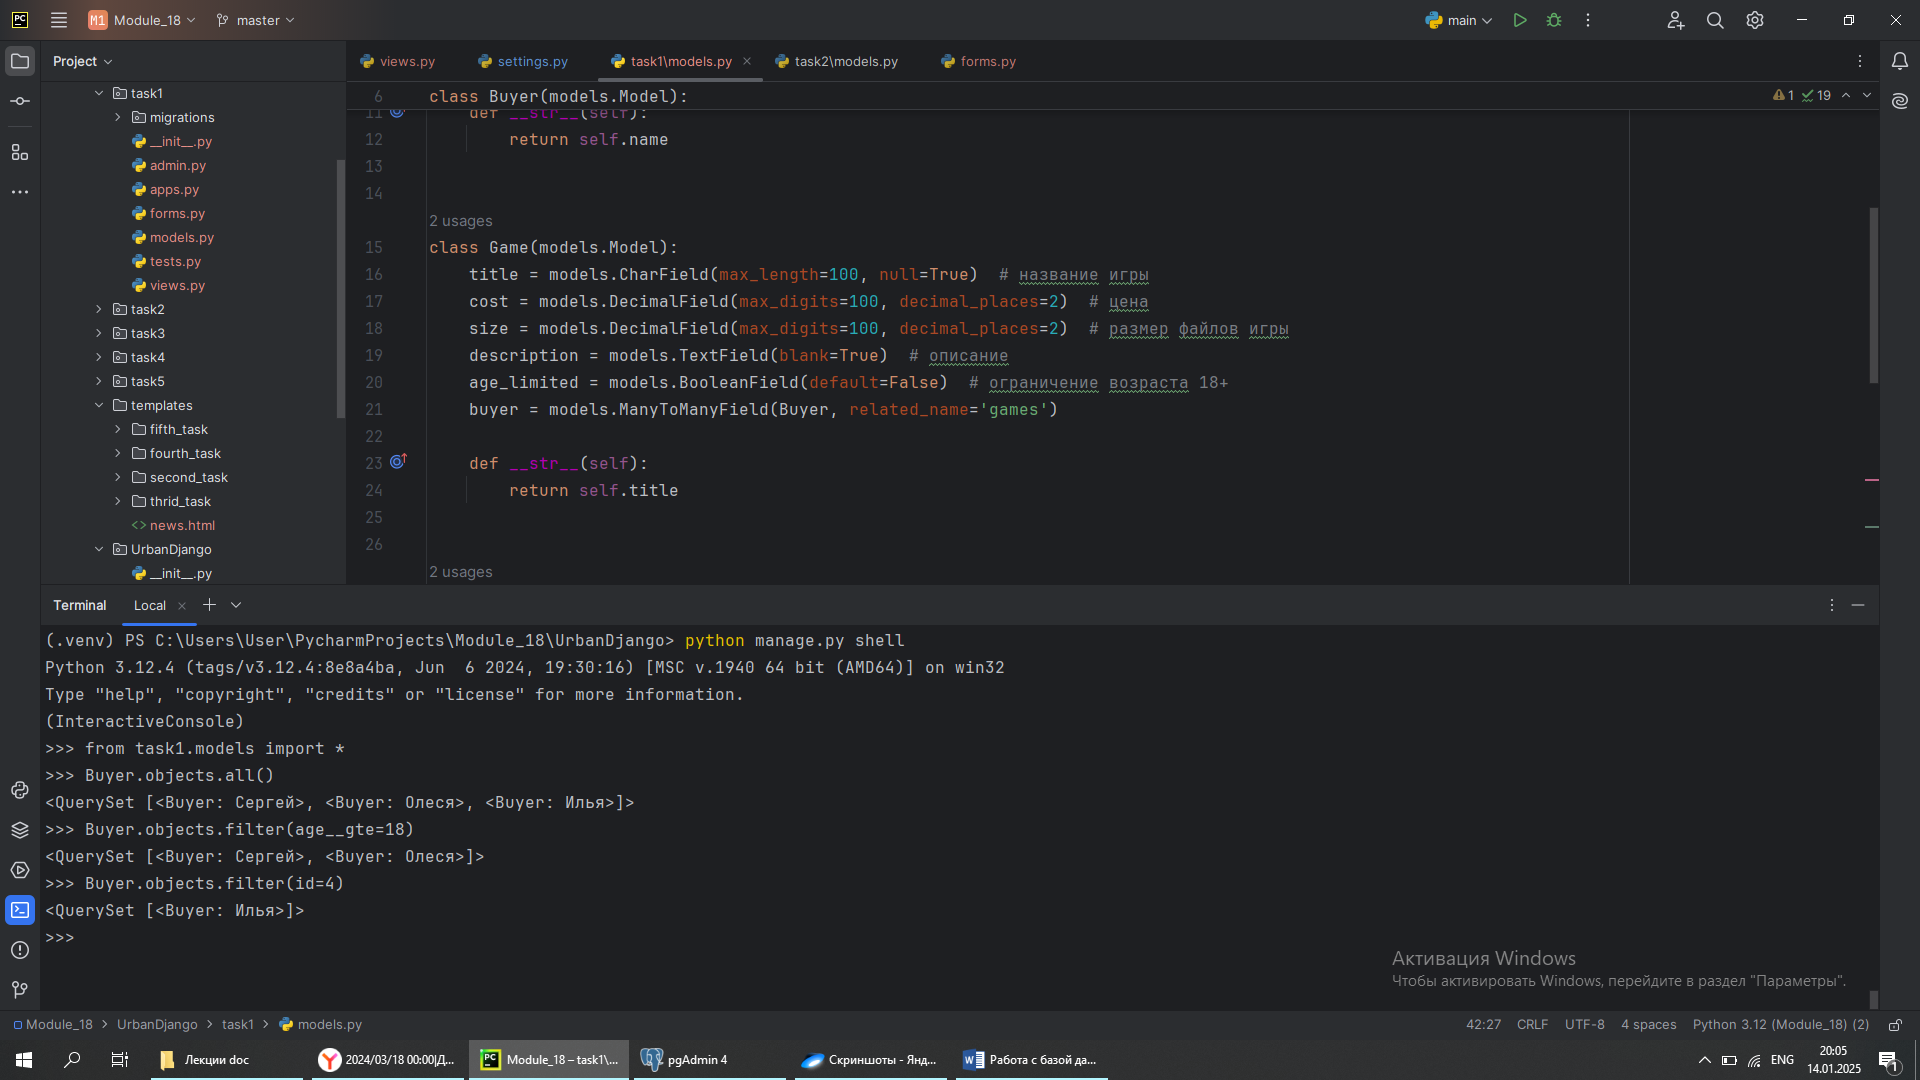 PC
M1 Module_18
master
main
Project
views.py
settings.py
task1\models.py
task2\models.py
forms.py
task1
migrations
__init__.py
admin.py
apps.py
forms.py
models.py
tests.py
views.py
task2
task3
task4
task5
templates
fifth_task
fourth_task
second_task
thrid_task
<> news.html
UrbanDjango
__init__.py
6 class Buyer(models.Model):
1 19
11 def __str__(self):
12 return self.name
13
14
2 usages
15 class Game(models.Model):
16 title = models.CharField(max_length=100, null=True)  # название игры
17 cost = models.DecimalField(max_digits=100, decimal_places=2)  # цена
18 size = models.DecimalField(max_digits=100, decimal_places=2)  # размер файлов игры
19 description = models.TextField(blank=True)  # описание
20 age_limited = models.BooleanField(default=False)  # ограничение возраста 18+
21 buyer = models.ManyToManyField(Buyer, related_name='games')
22
23 def __str__(self):
24 return self.title
25
26
2 usages
Terminal
Local
(.venv) PS C:\Users\User\PycharmProjects\Module_18\UrbanDjango> python manage.py shell
Python 3.12.4 (tags/v3.12.4:8e8a4ba, Jun  6 2024, 19:30:16) [MSC v.1940 64 bit (AMD64)] on win32
Type "help", "copyright", "credits" or "license" for more information.
(InteractiveConsole)
>>> from task1.models import *
>>> Buyer.objects.all()
<QuerySet [<Buyer: Сергей>, <Buyer: Олеся>, <Buyer: Илья>]>
>>> Buyer.objects.filter(age__gte=18)
<QuerySet [<Buyer: Сергей>, <Buyer: Олеся>]>
>>> Buyer.objects.filter(id=4)
<QuerySet [<Buyer: Илья>]>
>>>
Активация Windows
Чтобы активировать Windows, перейдите в раздел "Параметры".
Module_18 > UrbanDjango > task1 > models.py
42:27
CRLF
UTF-8
4 spaces
Python 3.12 (Module_18) (2)
Лекции doc
2024/03/18 00:00|Д...
Module_18 – task1\...
pgAdmin 4
Скриншоты - Янд...
Работа с базой да...
ENG
20:05
14.01.2025
1